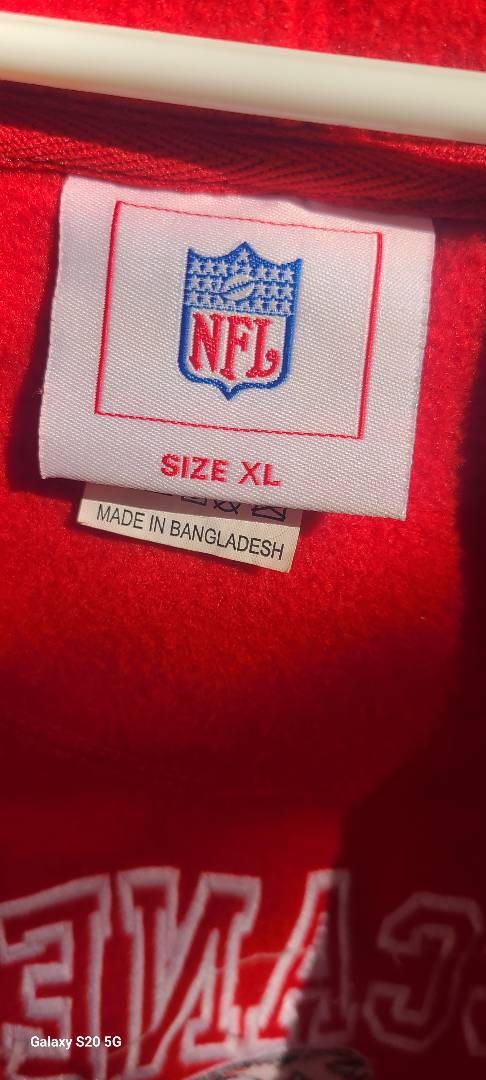 NFL
SIZE XL
MADE IN BANGLADESH
Galaxy S20 5G